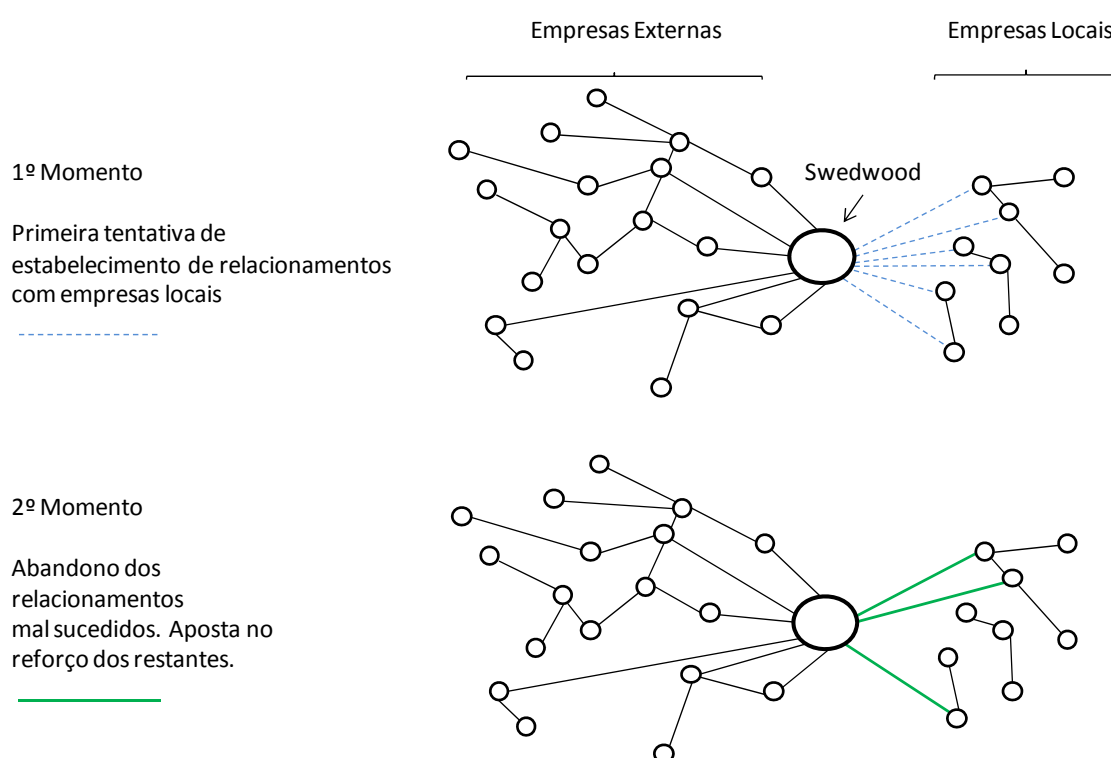 Empresas Externas
Empresas Locais
1º Momento
Swedwood
Primeira tentativa de
estabelecimento de relacionamentos
com empresas locais
2º Momento
Abandono dos
relacionamentos
mal sucedidos. Aposta no
reforço dos restantes.